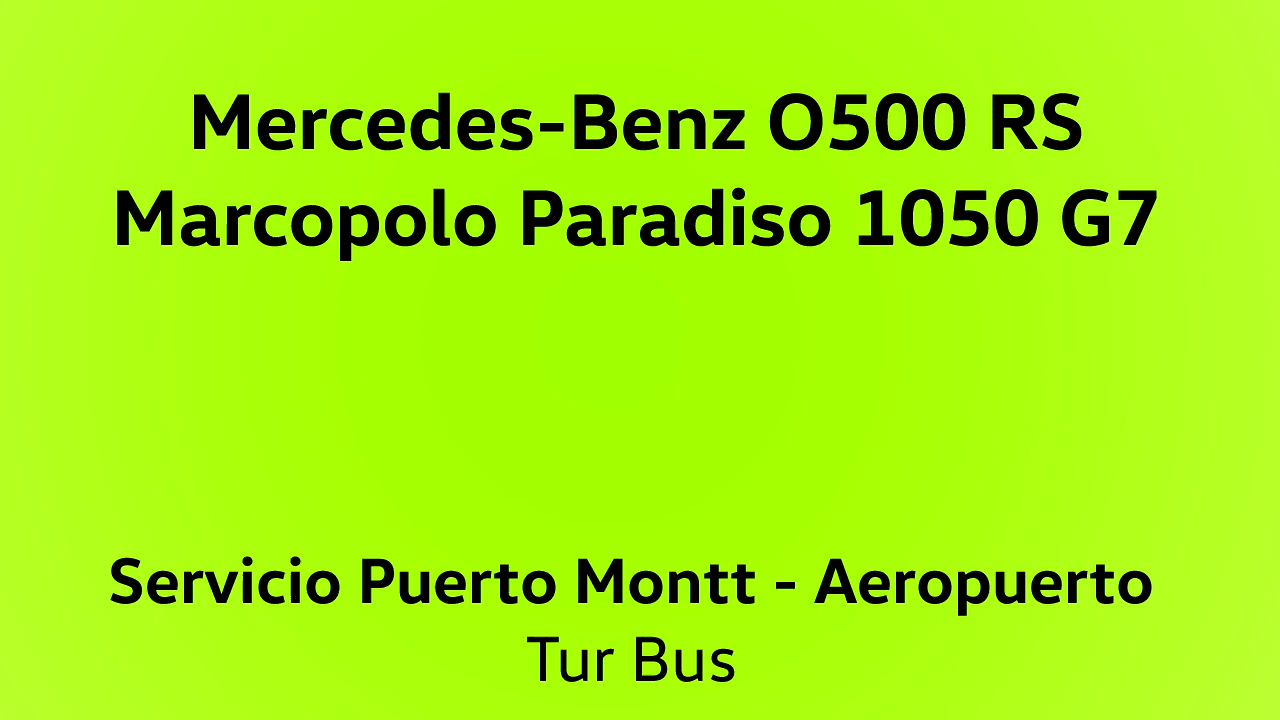 Mercedes-Benz O500 RS
Marcopolo Paradiso 1050 G7
Servicio Puerto Montt - Aeropuerto
Tur Bus